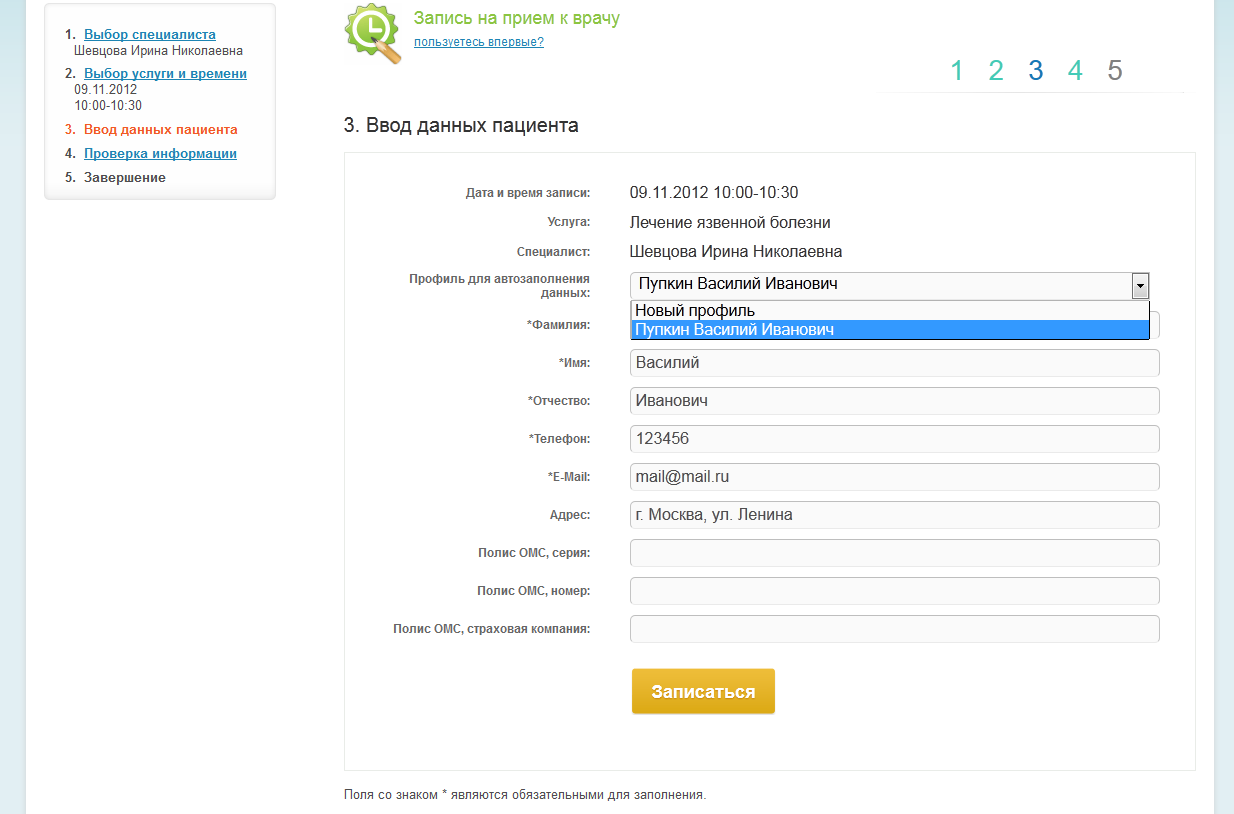 1. Выбор специалиста
Шевцова Ирина Николаевна
2. Выбор услуги и времени
09.11.2012
10:00-10:30
3. Ввод данных пациента
4. Проверка информации
5. Завершение
Запись на прием к врачу
пользуетесь впервые?
1 2 3 4 5
3. Ввод данных пациента
Дата и время записи: 09.11.2012 10:00-10:30
Услуга: Лечение язвенной болезни
Специалист: Шевцова Ирина Николаевна
Профиль для автозаполнения
данных:
Пупкин Василий Иванович
Новый профиль
Пупкин Василий Иванович
*Фамилия:
*Имя: Василий
*Отчество: Иванович
*Телефон: 123456
*E-Mail: mail@mail.ru
Адрес: г. Москва, ул. Ленина
Полис ОМС, серия:
Полис ОМС, номер:
Полис ОМС, страховая компания:
Записаться
Поля со знаком * являются обязательными для заполнения.